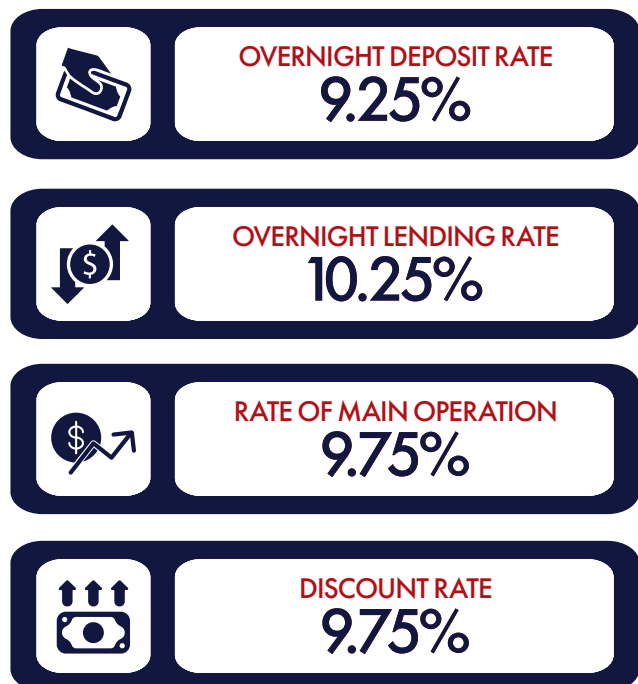 OVERNIGHT DEPOSIT RATE
9.25%
$
OVERNIGHT LENDING RATE
10.25%
$
RATE OF MAIN OPERATION
9.75%
DISCOUNT RATE
9.75%